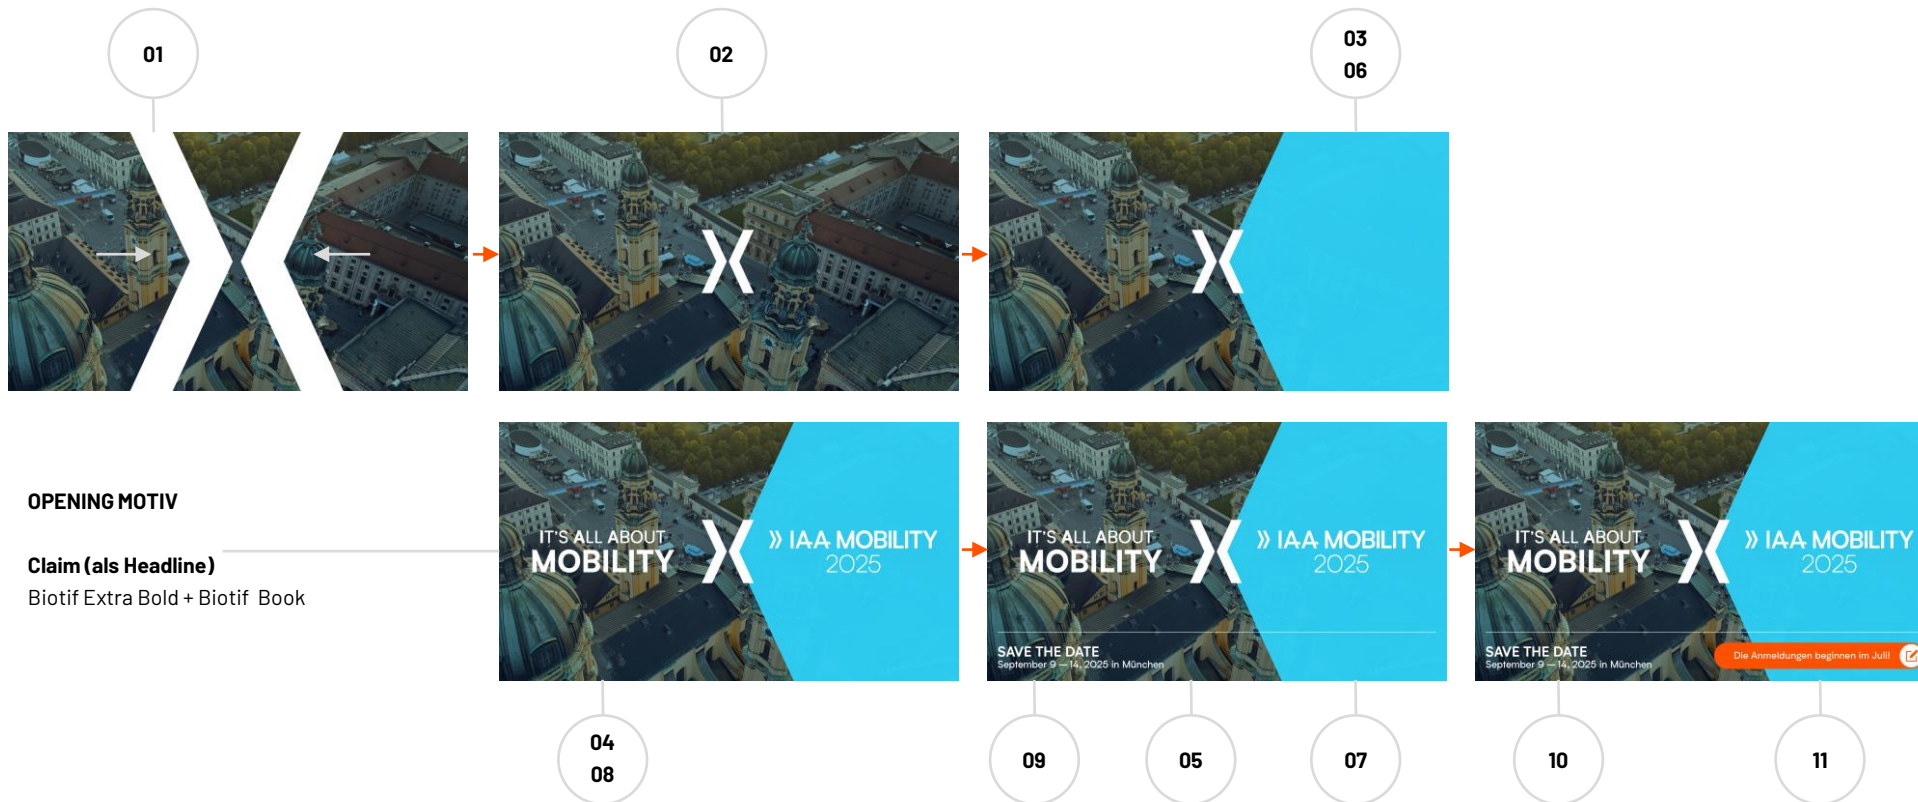 01
02
03
06
OPENING MOTIV
Claim (als Headline)
Biotif Extra Bold + Biotif Book
IT'S ALL ABOUT
MOBILITY
IAA MOBILITY
2025
IT'S ALL ABOUT
MOBILITY
IAA MOBILITY
2025
SAVE THE DATE
September 9 — 14, 2025 in München
IT'S ALL ABOUT
MOBILITY
IAA MOBILITY
2025
SAVE THE DATE
September 9 — 14, 2025 in München
Die Anmeldungen beginnen im Juli!
04
08
09
05
07
10
11